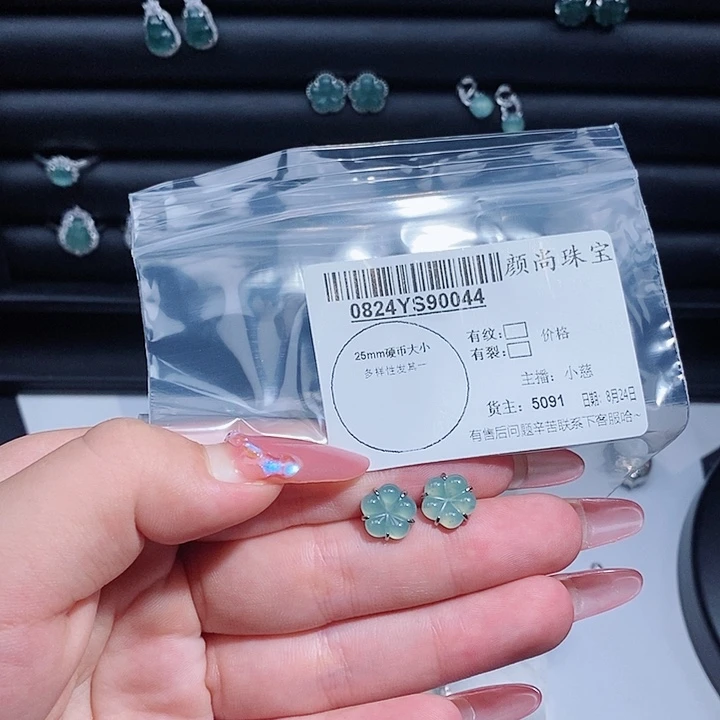 颜尚珠宝
0824YS90044
25mm硬币大小
多样性发其一
有纹:
有裂:
价格
主播: 小慈
货主: 5091 日期: 8月24日
有售后问题辛苦联系下客服哈~